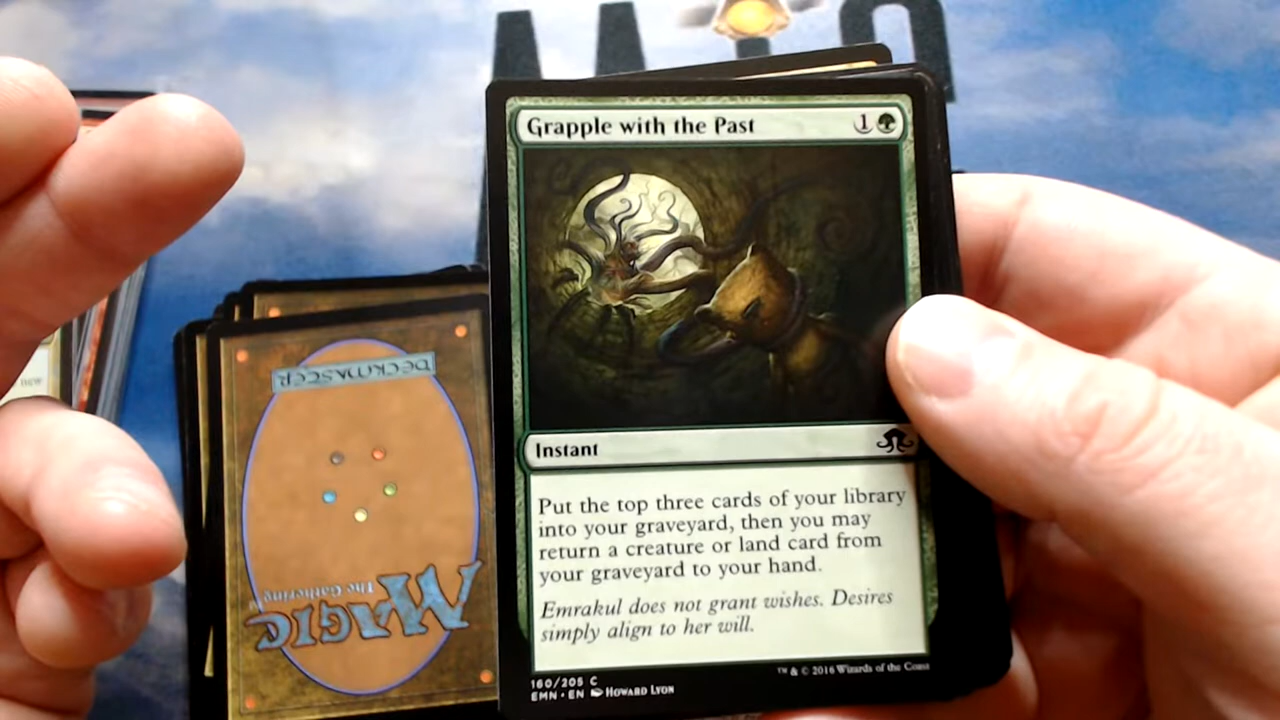 Grapple with the Past
1
Instant
Put the top three cards of your library
into your graveyard, then you may
return a creature or land card from
your graveyard to your hand.
Emrakul does not grant wishes. Desires
simply align to her will.
160/205 C
EMN • EN Howard Lyon
™ & © 2016 Wizards of the Coast
DECKMASTER
MAGIC
The Gathering
new